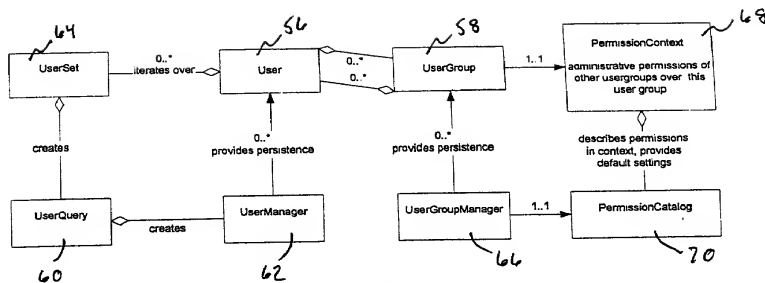 64
56
58
68
UserSet
0..*
iterates over
User
0..*
0..*
UserGroup
1..1
PermissionContext
administrative permissions of
other usergroups over this
user group
creates
0..*
provides persistence
0..*
provides persistence
describes permissions
in context, provides
default settings
UserQuery
creates
UserManager
UserGroupManager
1..1
PermissionCatalog
60
62
66
70